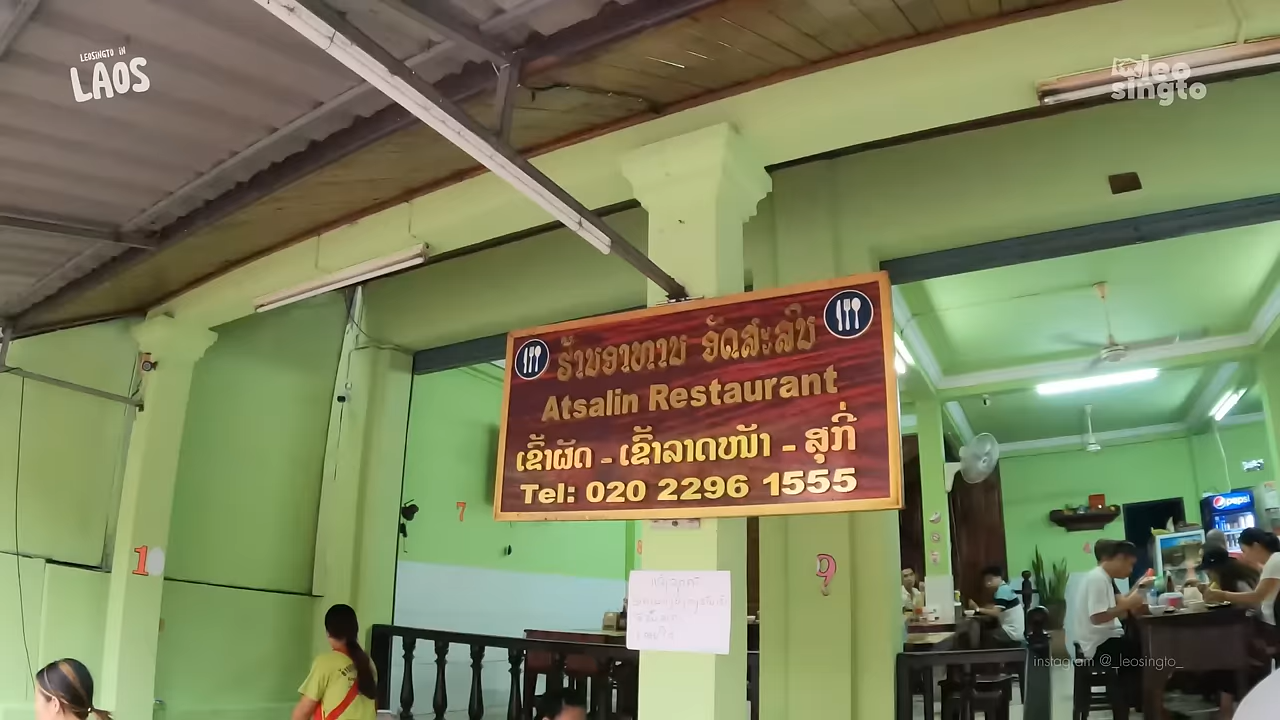 LEOSINGTO IN
LAOS
leo
singto
ຮ້ານອາຫານ ອັດສະລິນ
Atsalin Restaurant
ເຂົ້າຜັດ - ເຂົ້າລາດໜ້າ - ສຸກີ່
Tel: 020 2296 1555
1
7
9
pepsi
instagram @_leosingto_